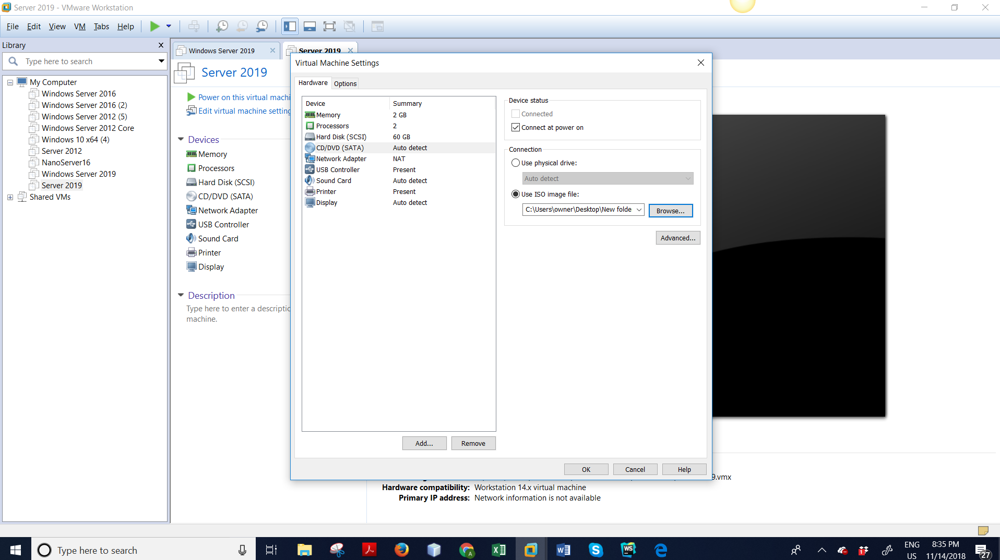 Server 2019 - VMware Workstation
File Edit View VM Tabs Help
Library
Type here to search
My Computer
Windows Server 2016
Windows Server 2016 (2)
Windows Server 2012 (5)
Windows Server 2012 Core
Windows 10 x64 (4)
Server 2012
NanoServer16
Windows Server 2019
Server 2019
Shared VMs
Windows Server 2019
Server 2019
Server 2019
Power on this virtual machi
Edit virtual machine setting
Devices
Memory
Processors
Hard Disk (SCSI)
CD/DVD (SATA)
Network Adapter
USB Controller
Sound Card
Printer
Display
Description
Type here to enter a descriptio
machine.
Virtual Machine Settings
Hardware Options
Device Summary
Memory 2 GB
Processors 2
Hard Disk (SCSI) 60 GB
CD/DVD (SATA) Auto detect
Network Adapter NAT
USB Controller Present
Sound Card Auto detect
Printer Present
Display Auto detect
Add... Remove
Device status
Connected
Connect at power on
Connection
Use physical drive:
Auto detect
Use ISO image file:
C:\Users\owner\Desktop\New folde
Browse...
Advanced...
OK Cancel Help
9.vmx
Hardware compatibility: Workstation 14.x virtual machine
Primary IP address: Network information is not available
Type here to search
ENG
US
8:35 PM
11/14/2018
27